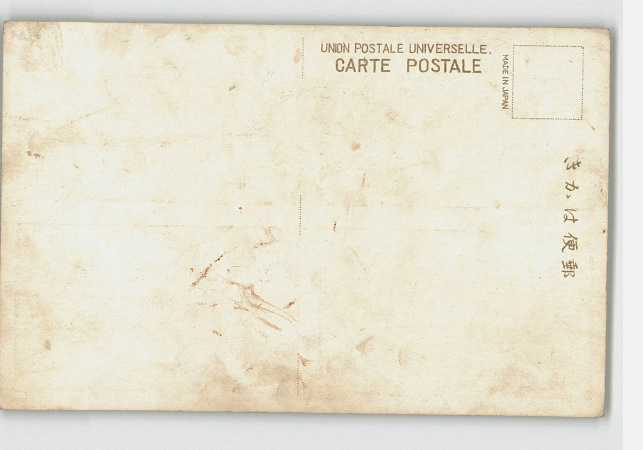 UNION POSTALE UNIVERSELLE.
CARTE POSTALE
MADE IN JAPAN
きかは便郵